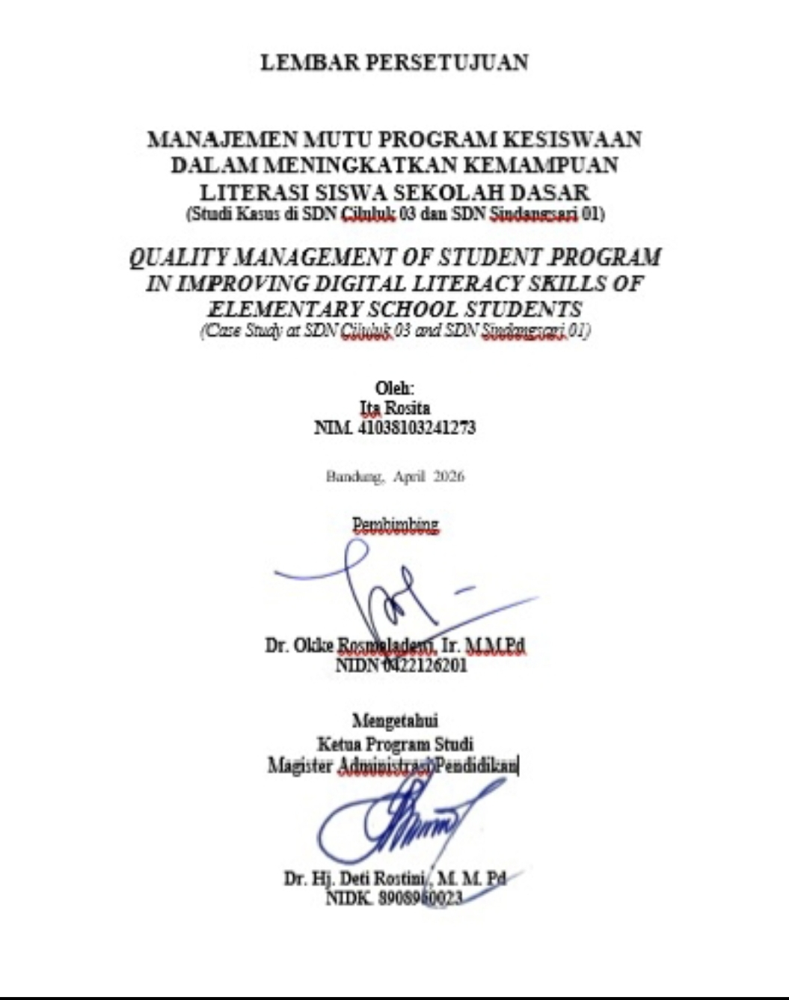 LEMBAR PERSETUJUAN
MANAJEMEN MUTU PROGRAM KESISWAAN
DALAM MENINGKATKAN KEMAMPUAN
LITERASI SISWA SEKOLAH DASAR
(Studi Kasus di SDN Ciluluk 03 dan SDN Sindangsari 01)
QUALITY MANAGEMENT OF STUDENT PROGRAM
IN IMPROVING DIGITAL LITERACY SKILLS OF
ELEMENTARY SCHOOL STUDENTS
(Case Study at SDN Ciluluk 03 and SDN Sindangsari 01)
Oleh:
Ita Rosita
NIM. 41038103241273
Bandung, April 2026
Pembimbing
Dr. Okke Rosmaladewi, Ir. M.M.Pd
NIDN 0422126201
Mengetahui
Ketua Program Studi
Magister Administrasi Pendidikan
Dr. Hj. Deti Rostini, M. M. Pd
NIDK. 8908960023